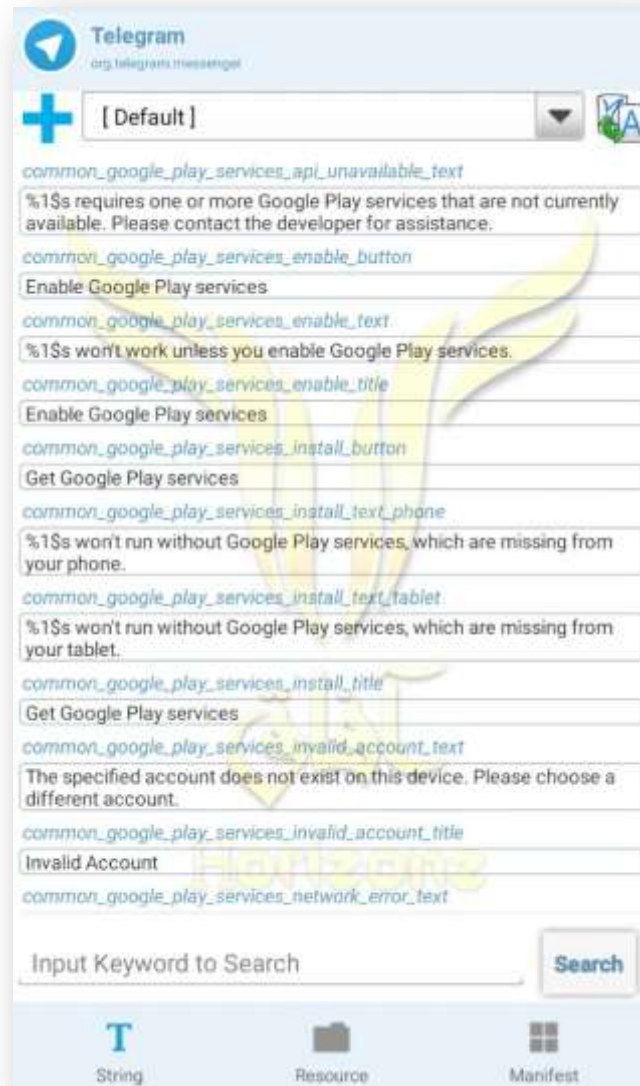 Telegram
org.telegram.messenger
[ Default ]
A
common_google_play_services_api_unavailable_text
%1$s requires one or more Google Play services that are not currently
available. Please contact the developer for assistance.
common_google_play_services_enable_button
Enable Google Play services
common_google_play_services_enable_text
%1$s won't work unless you enable Google Play services.
common_google_play_services_enable_title
Enable Google Play services
common_google_play_services_install_button
Get Google Play services
common_google_play_services_install_text_phone
%1$s won't run without Google Play services, which are missing from
your phone.
common_google_play_services_install_text_tablet
%1$s won't run without Google Play services, which are missing from
your tablet.
common_google_play_services_install_title
Get Google Play services
common_google_play_services_invalid_account_text
The specified account does not exist on this device. Please choose a
different account.
common_google_play_services_invalid_account_title
Invalid Account
Horizonz
common_google_play_services_network_error_text
Input Keyword to Search
Search
T
String
Resource
Manifest